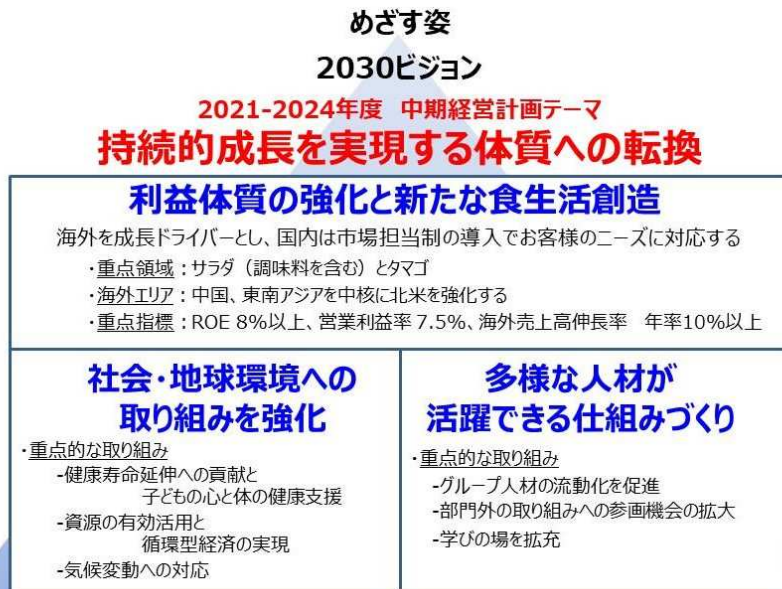 めざす姿
2030ビジョン
2021-2024年度 中期経営計画テーマ
持続的成長を実現する体質への転換
利益体質の強化と新たな食生活創造
海外を成長ドライバーとし、国内は市場担当制の導入でお客様のニーズに対応する
・重点領域：サラダ（調味料を含む）とタマゴ
・海外エリア：中国、東南アジアを中核に北米を強化する
・重点指標：ROE 8%以上、営業利益率 7.5%、海外売上高伸長率 年率10%以上
社会・地球環境への
取り組みを強化
・重点的な取り組み
-健康寿命延伸への貢献と
子どもの心と体の健康支援
-資源の有効活用と
循環型経済の実現
-気候変動への対応
多様な人材が
活躍できる仕組みづくり
・重点的な取り組み
-グループ人材の流動化を促進
-部門外の取り組みへの参画機会の拡大
-学びの場を拡充